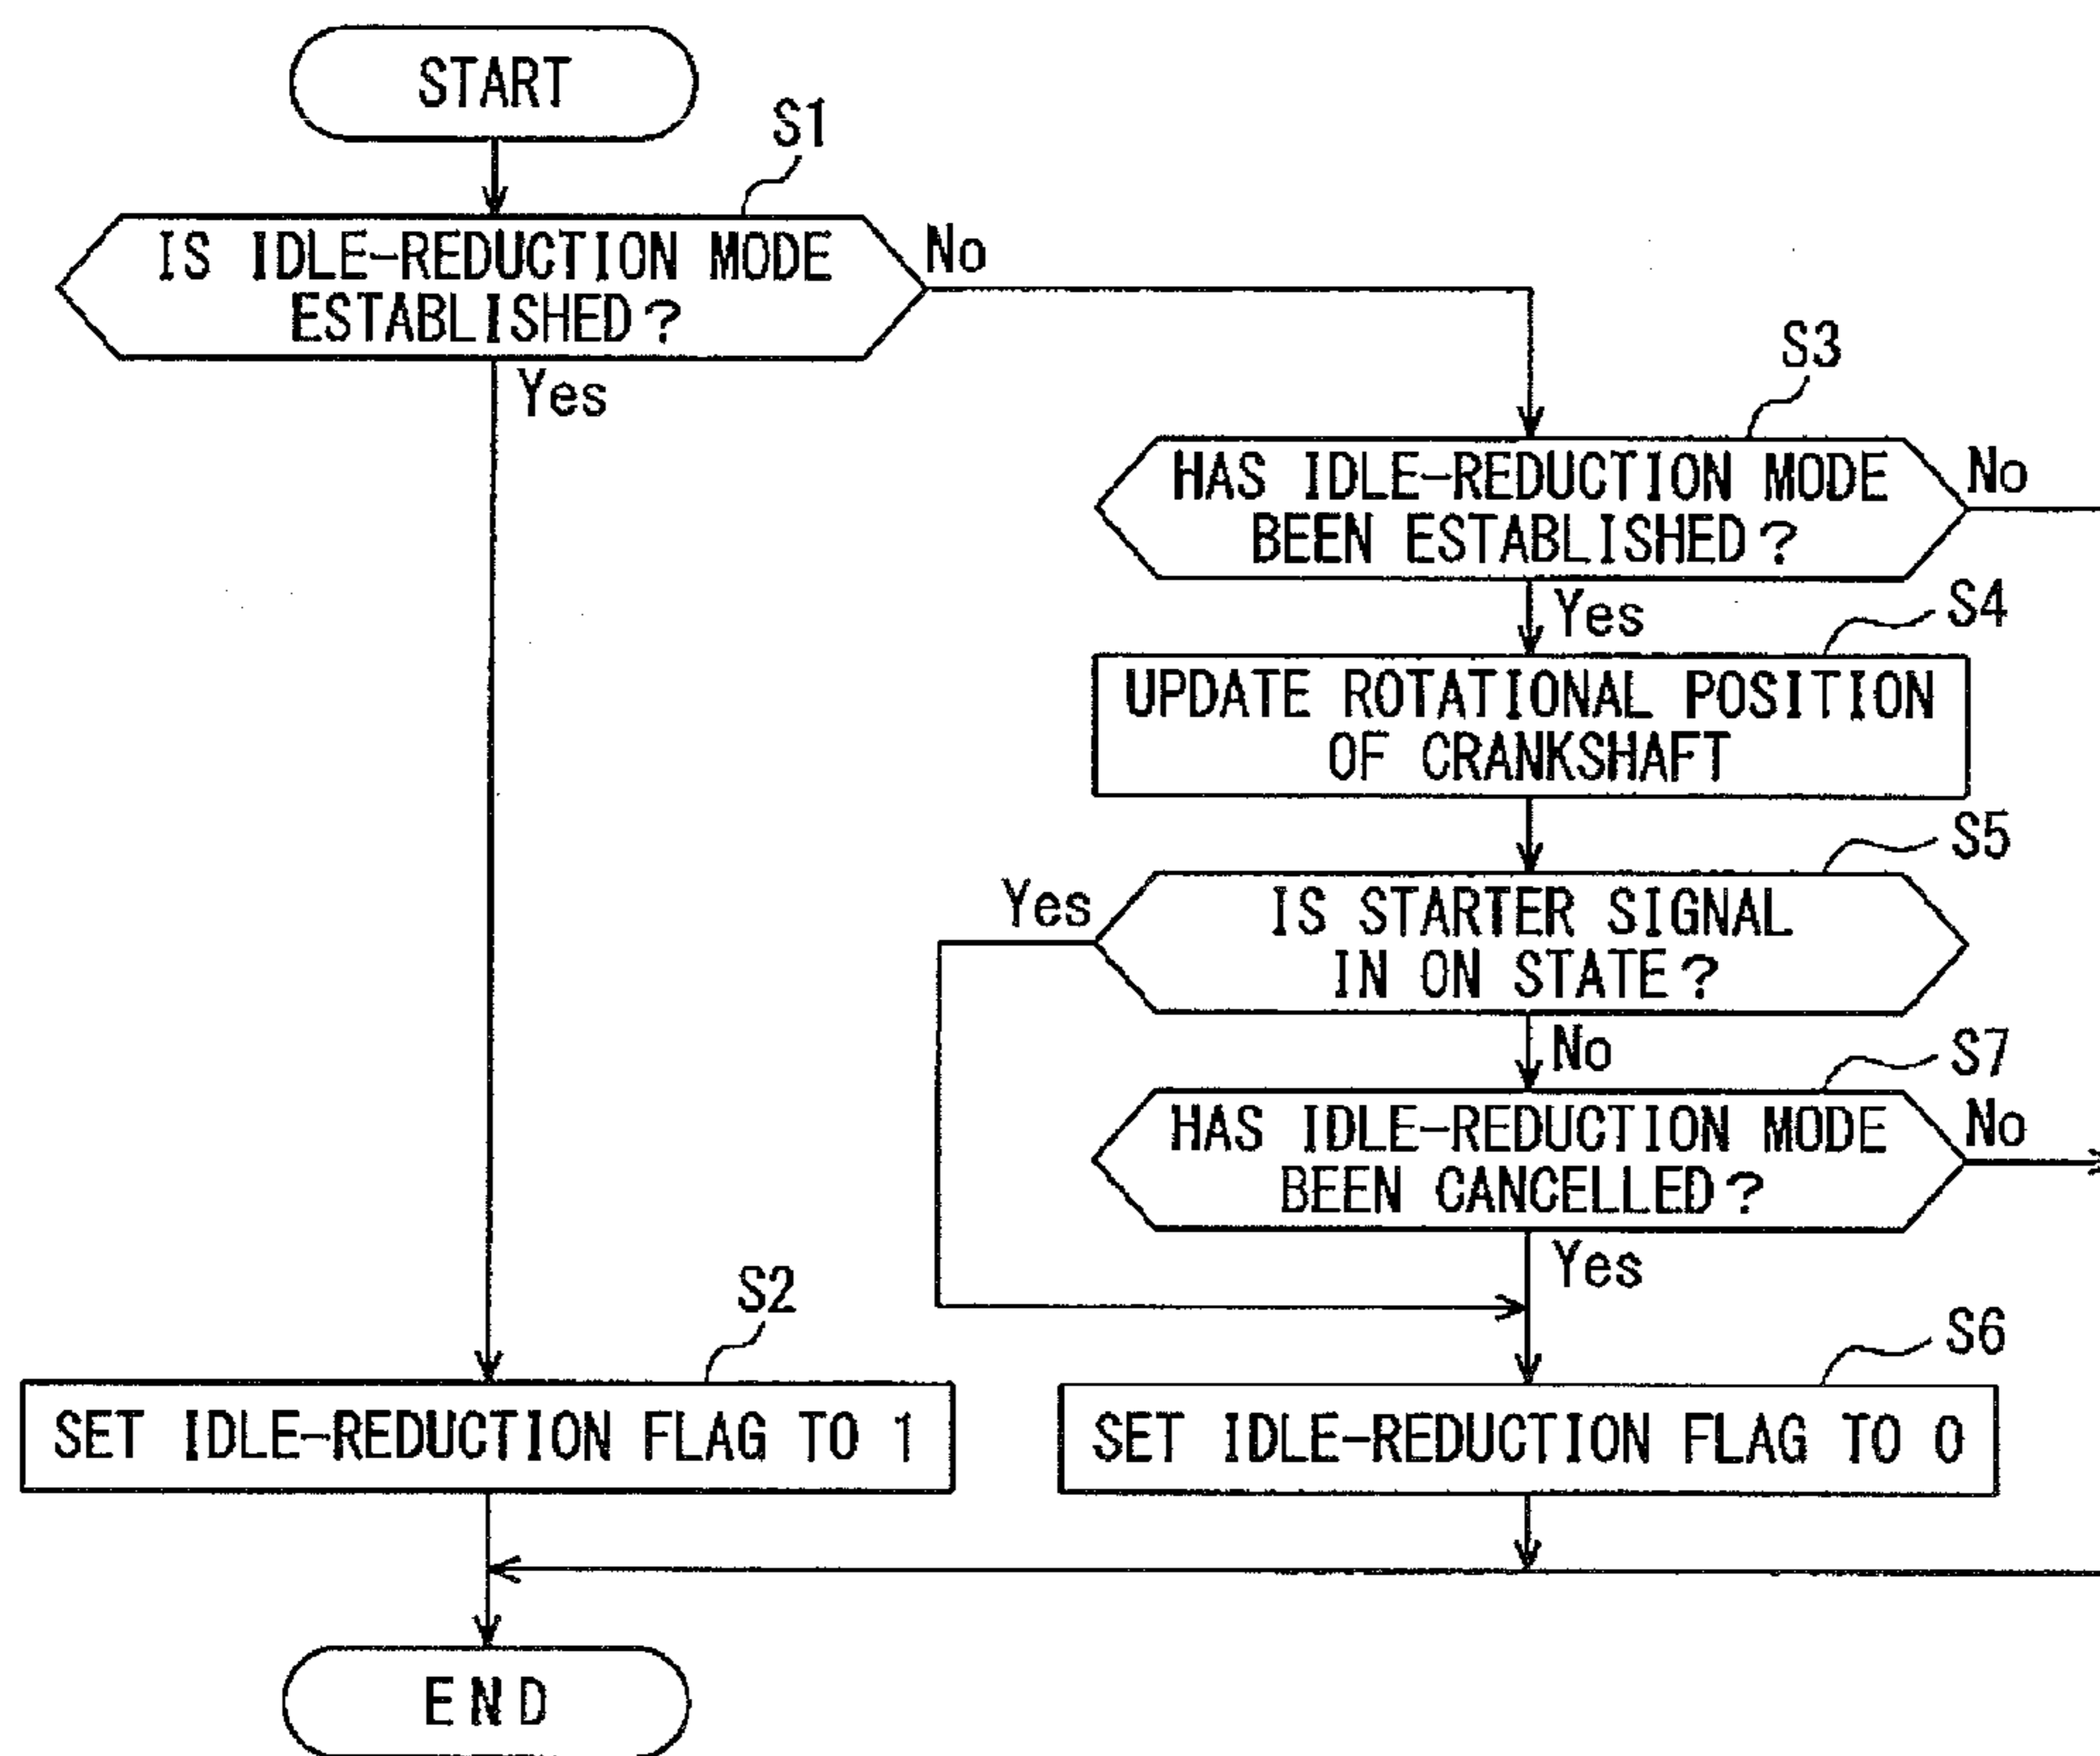 START
S1
IS IDLE-REDUCTION MODE
ESTABLISHED?
No
Yes
S3
HAS IDLE-REDUCTION MODE
BEEN ESTABLISHED?
No
Yes
S4
UPDATE ROTATIONAL POSITION
OF CRANKSHAFT
S5
Yes
IS STARTER SIGNAL
IN ON STATE?
No
S7
HAS IDLE-REDUCTION MODE
BEEN CANCELLED?
No
Yes
S2
SET IDLE-REDUCTION FLAG TO 1
S6
SET IDLE-REDUCTION FLAG TO 0
END